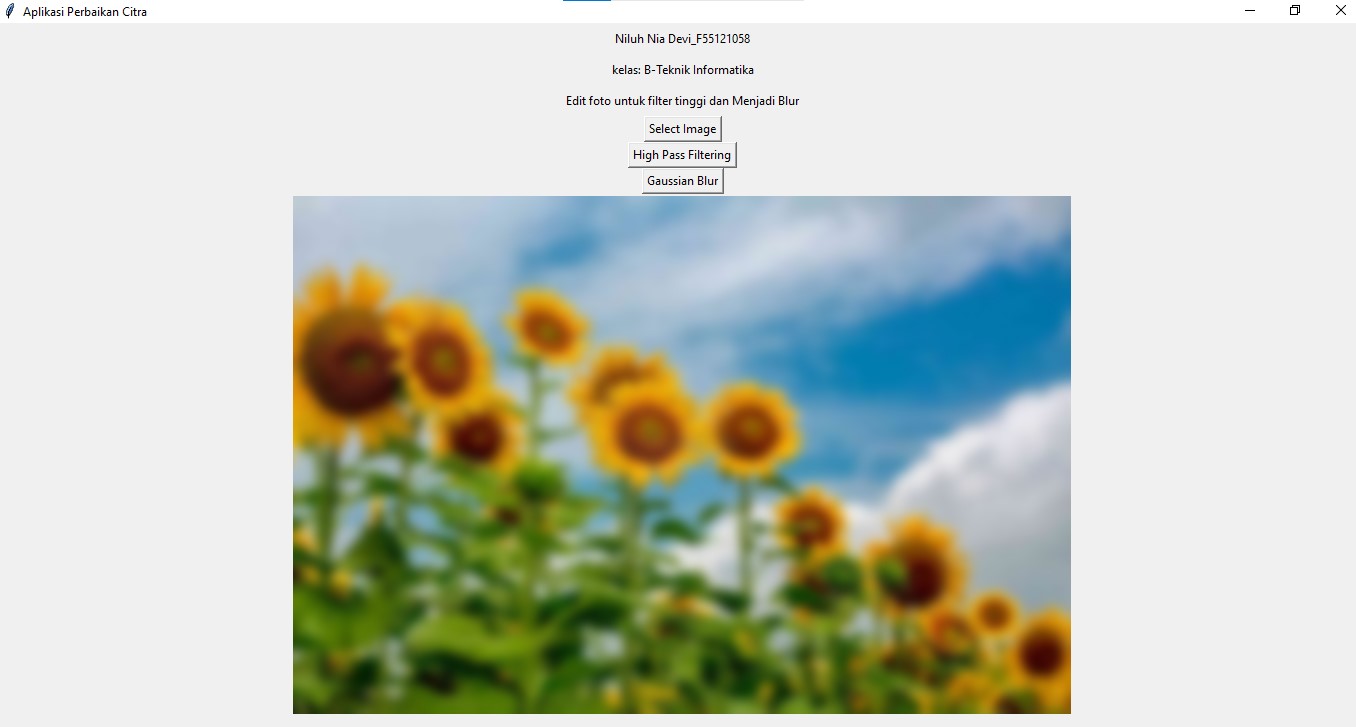 Aplikasi Perbaikan Citra
Niluh Nia Devi_F55121058
kelas: B-Teknik Informatika
Edit foto untuk filter tinggi dan Menjadi Blur
Select Image
High Pass Filtering
Gaussian Blur